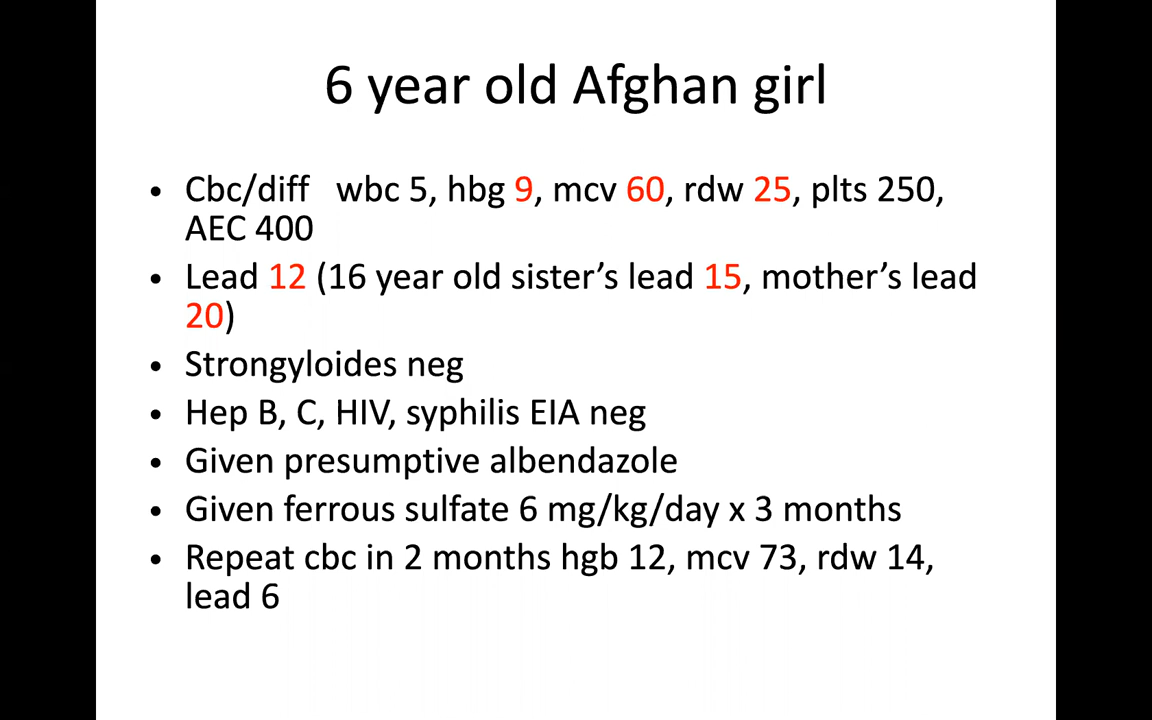 6 year old Afghan girl
• Cbc/diff wbc 5, hbg 9, mcv 60, rdw 25, plts 250,
AEC 400
• Lead 12 (16 year old sister’s lead 15, mother’s lead
20)
• Strongyloides neg
• Hep B, C, HIV, syphilis EIA neg
• Given presumptive albendazole
• Given ferrous sulfate 6 mg/kg/day x 3 months
• Repeat cbc in 2 months hgb 12, mcv 73, rdw 14,
lead 6